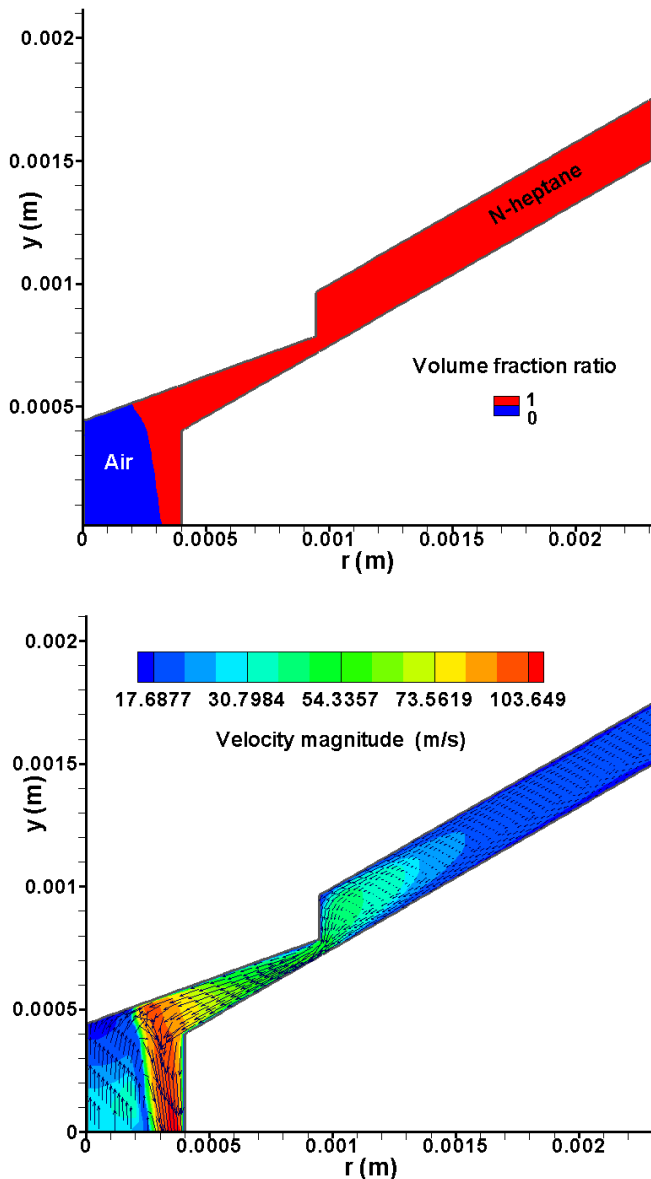 0.002
0.0015
y (m)
0.001
0.0005
N-heptane
Volume fraction ratio
1
0
Air
0 0.0005 0.001 0.0015 0.002
r (m)
0.002
17.6877 30.7984 54.3357 73.5619 103.649
Velocity magnitude (m/s)
0.0015
y (m)
0.001
0.0005
0
0 0.0005 0.001 0.0015 0.002
r (m)